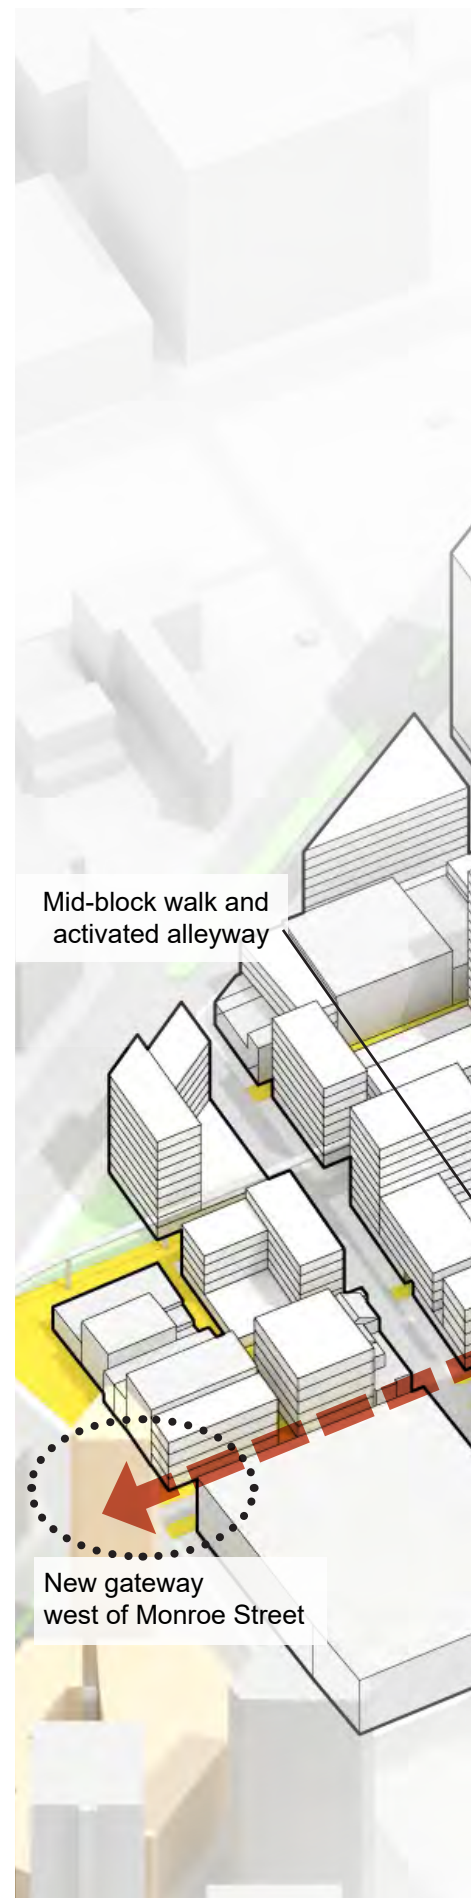 Mid-block walk and
activated alleyway
New gateway
west of Monroe Street